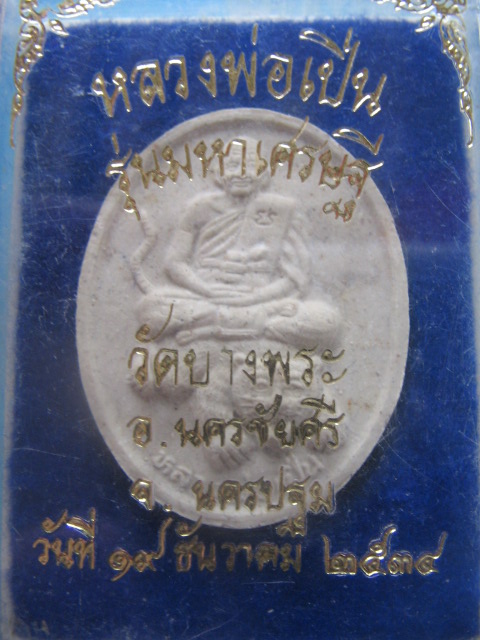 หลวงพ่อเปิ่น
รุ่นมหาเศรษฐี
วัดบางพระ
อ.นครชัยศรี
จ.นครปฐม
วันที่ ๑๙ ธันวาคม ๒๕๓๔